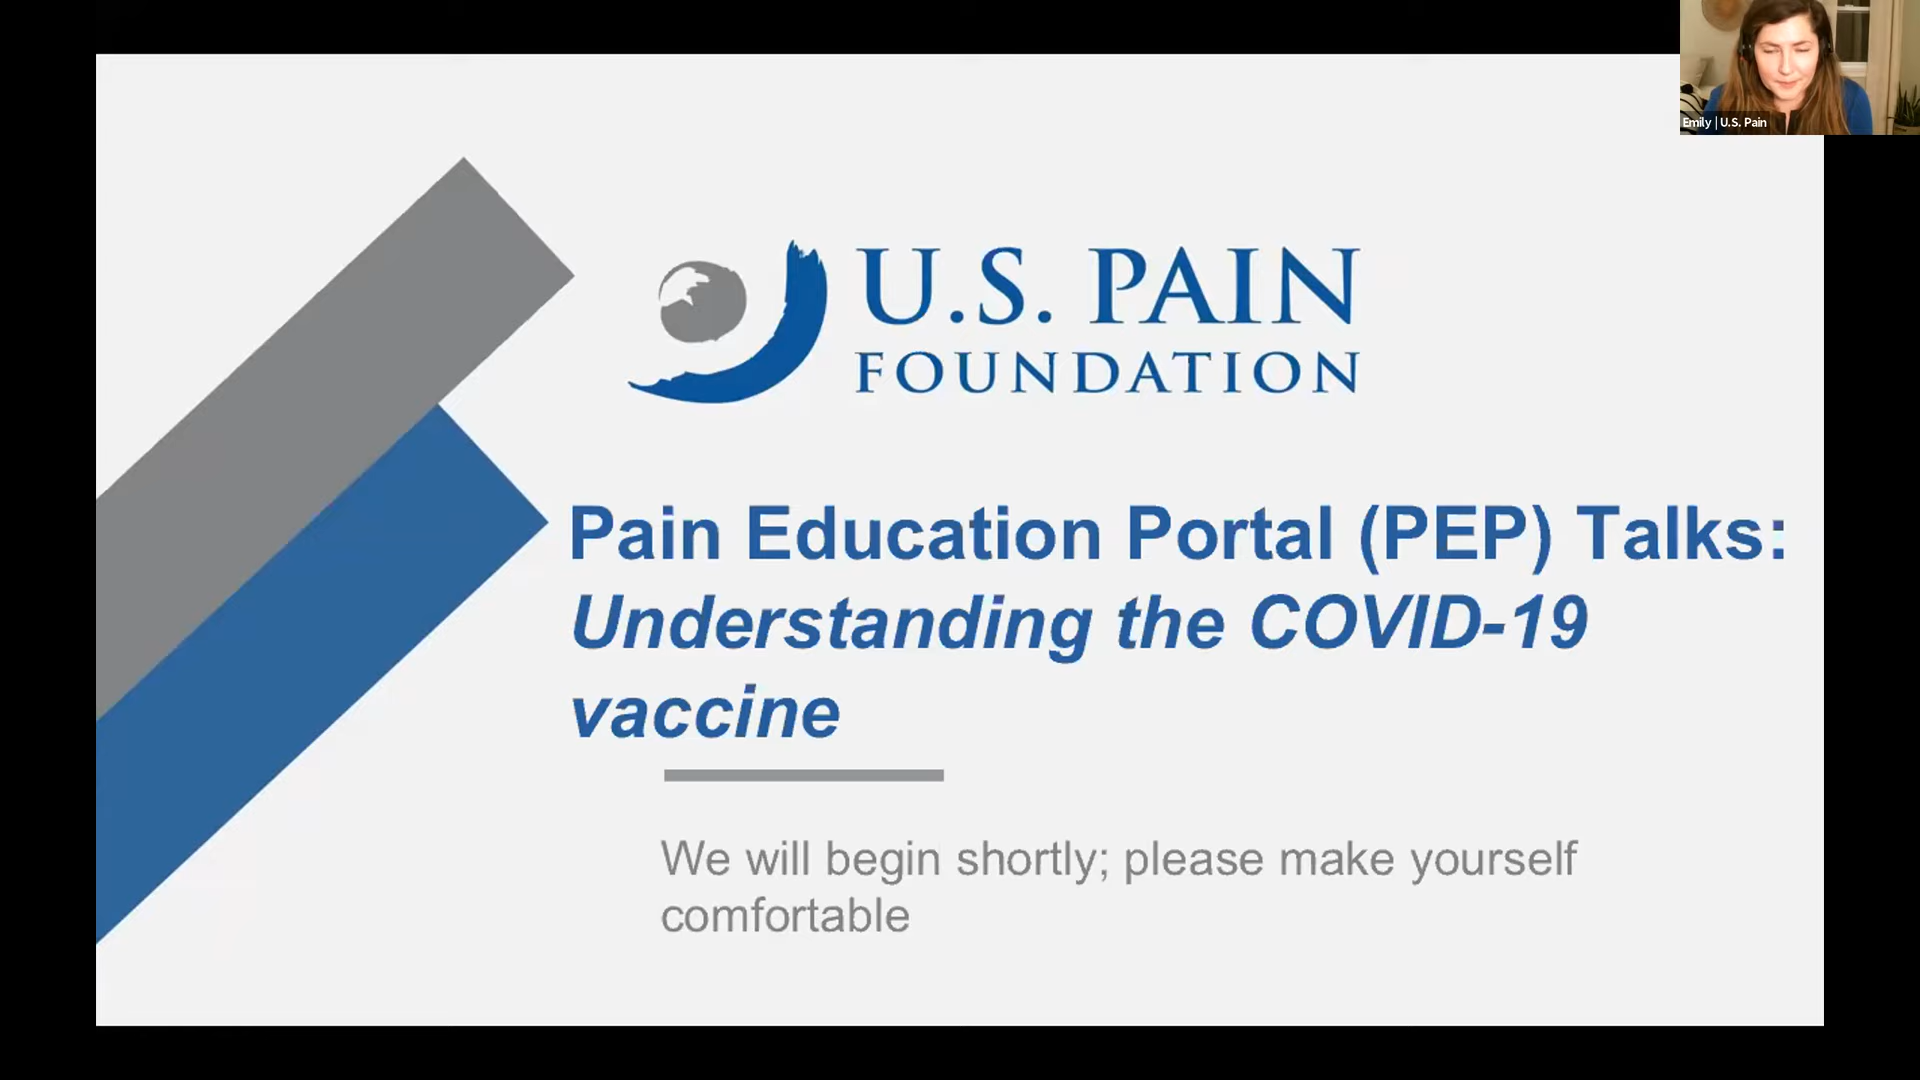 Emily | U.S. Pain
U.S. PAIN
FOUNDATION
Pain Education Portal (PEP) Talks:
Understanding the COVID-19
vaccine
We will begin shortly; please make yourself
comfortable